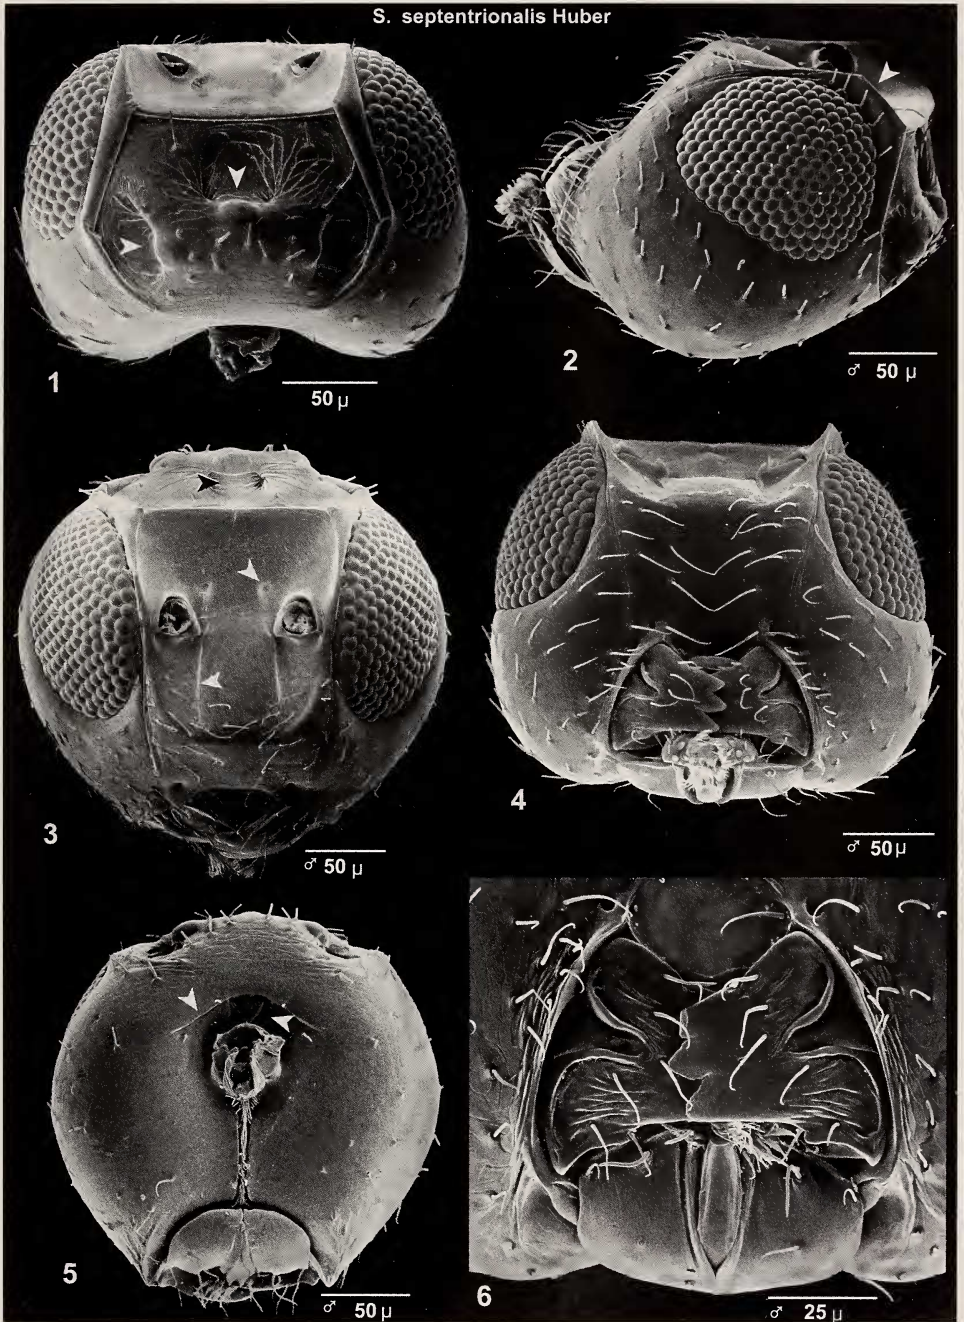 S. septentrionalis Huber
1
50 µ
2
♂ 50 µ
3
♂ 50 µ
4
♂ 50 µ
5
♂ 50 µ
6
♂ 25 µ